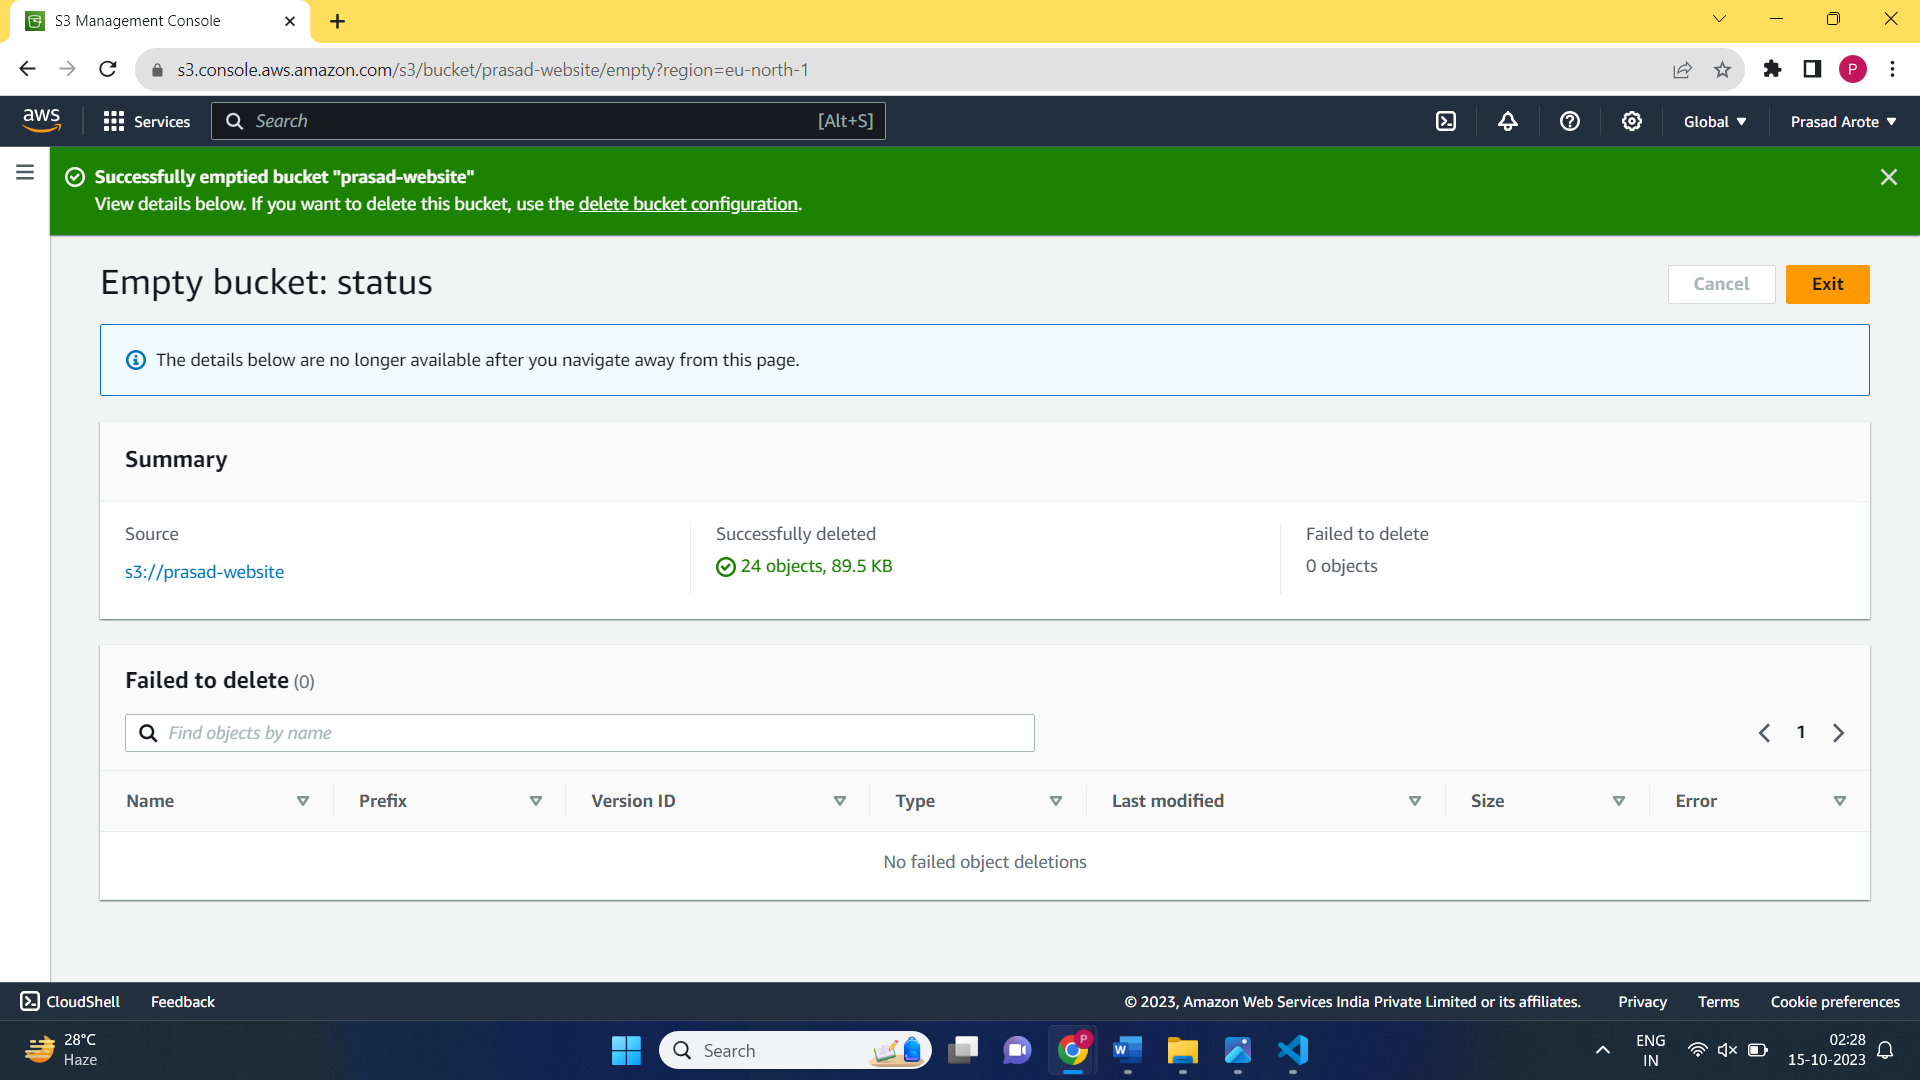 S3 Management Console
s3.console.aws.amazon.com/s3/bucket/prasad-website/empty?region=eu-north-1
P
aws
Services
Search
[Alt+S]
Global
Prasad Arote
Successfully emptied bucket "prasad-website"
View details below. If you want to delete this bucket, use the delete bucket configuration.
Empty bucket: status
Cancel
Exit
The details below are no longer available after you navigate away from this page.
Summary
Source
s3://prasad-website
Successfully deleted
24 objects, 89.5 KB
Failed to delete
0 objects
Failed to delete (0)
Find objects by name
1
Name
Prefix
Version ID
Type
Last modified
Size
Error
No failed object deletions
CloudShell
Feedback
© 2023, Amazon Web Services India Private Limited or its affiliates.
Privacy
Terms
Cookie preferences
28°C
Haze
Search
P
W
ENG
IN
02:28
15-10-2023